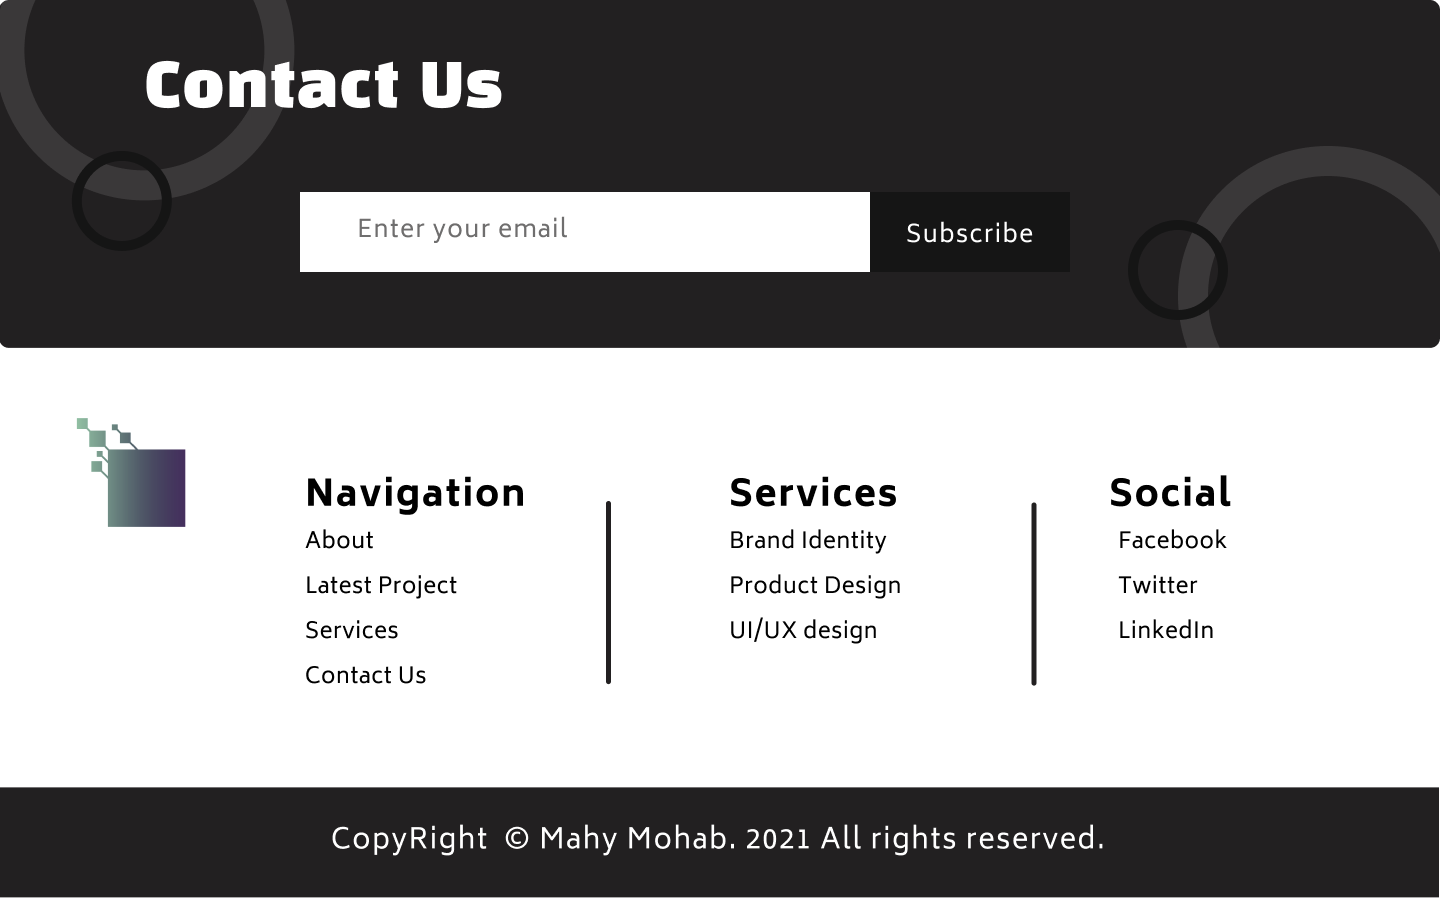 Contact Us
Enter your email
Subscribe
Navigation
About
Latest Project
Services
Contact Us
Services
Brand Identity
Product Design
UI/UX design
Social
Facebook
Twitter
LinkedIn
CopyRight © Mahy Mohab. 2021 All rights reserved.